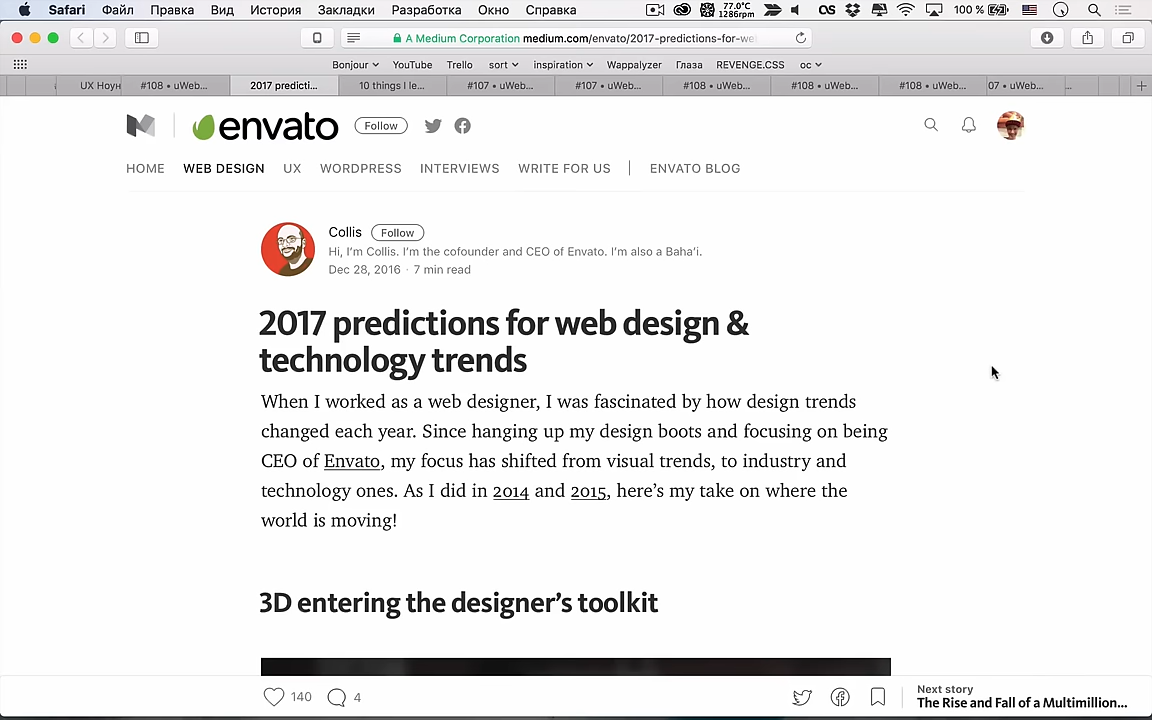 Safari Файл Правка Вид История Закладки Разработка Окно Справка 77.0°C 1286rpm 100 %
A Medium Corporation medium.com/envato/2017-predictions-for-we
Bonjour YouTube Trello sort inspiration Wappalyzer Глаза REVENGE.CSS ос
UX Ноун #108 • uWeb... 2017 predicti... 10 things I le... #107 • uWeb... #107 • uWeb... #108 • uWeb... #108 • uWeb... #108 • uWeb... 07 • uWeb...
envato Follow
HOME WEB DESIGN UX WORDPRESS INTERVIEWS WRITE FOR US | ENVATO BLOG
Collis Follow
Hi, I'm Collis. I'm the cofounder and CEO of Envato. I'm also a Baha'i.
Dec 28, 2016 · 7 min read
2017 predictions for web design &
technology trends
When I worked as a web designer, I was fascinated by how design trends
changed each year. Since hanging up my design boots and focusing on being
CEO of Envato, my focus has shifted from visual trends, to industry and
technology ones. As I did in 2014 and 2015, here's my take on where the
world is moving!
3D entering the designer's toolkit
140 4
Next story
The Rise and Fall of a Multimillion...